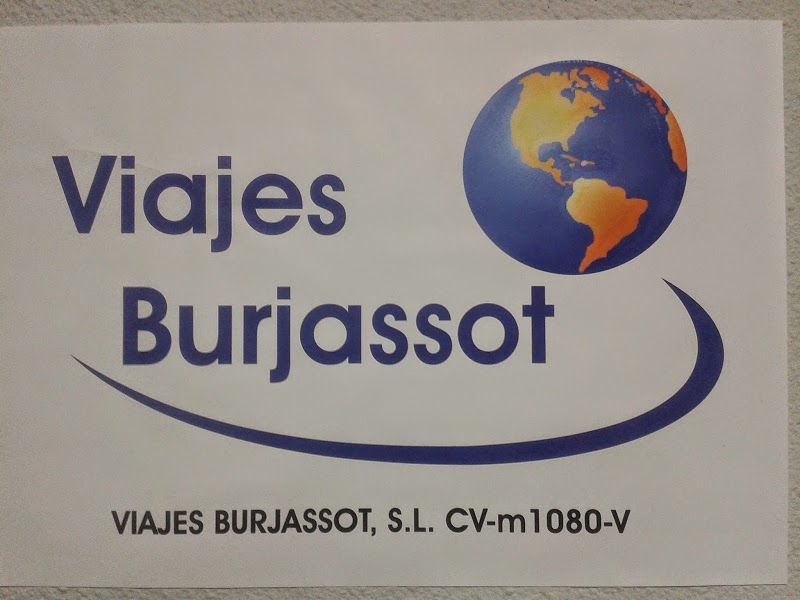 Viajes
Burjassot
VIAJES BURJASSOT, S.L. CV-m1080-V